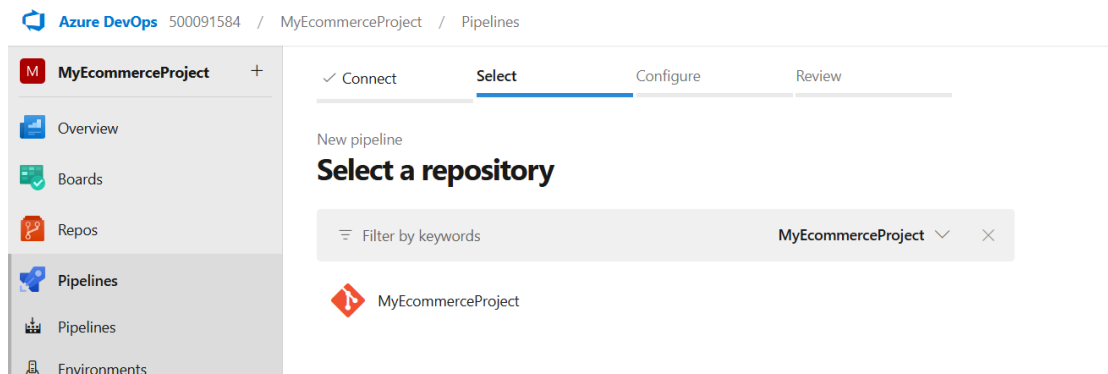 Azure DevOps 500091584 / MyEcommerceProject / Pipelines
M MyEcommerceProject +
Connect Select Configure Review
Overview
New pipeline
Select a repository
Boards
Repos
Filter by keywords MyEcommerceProject
Pipelines
MyEcommerceProject
Pipelines
Environments